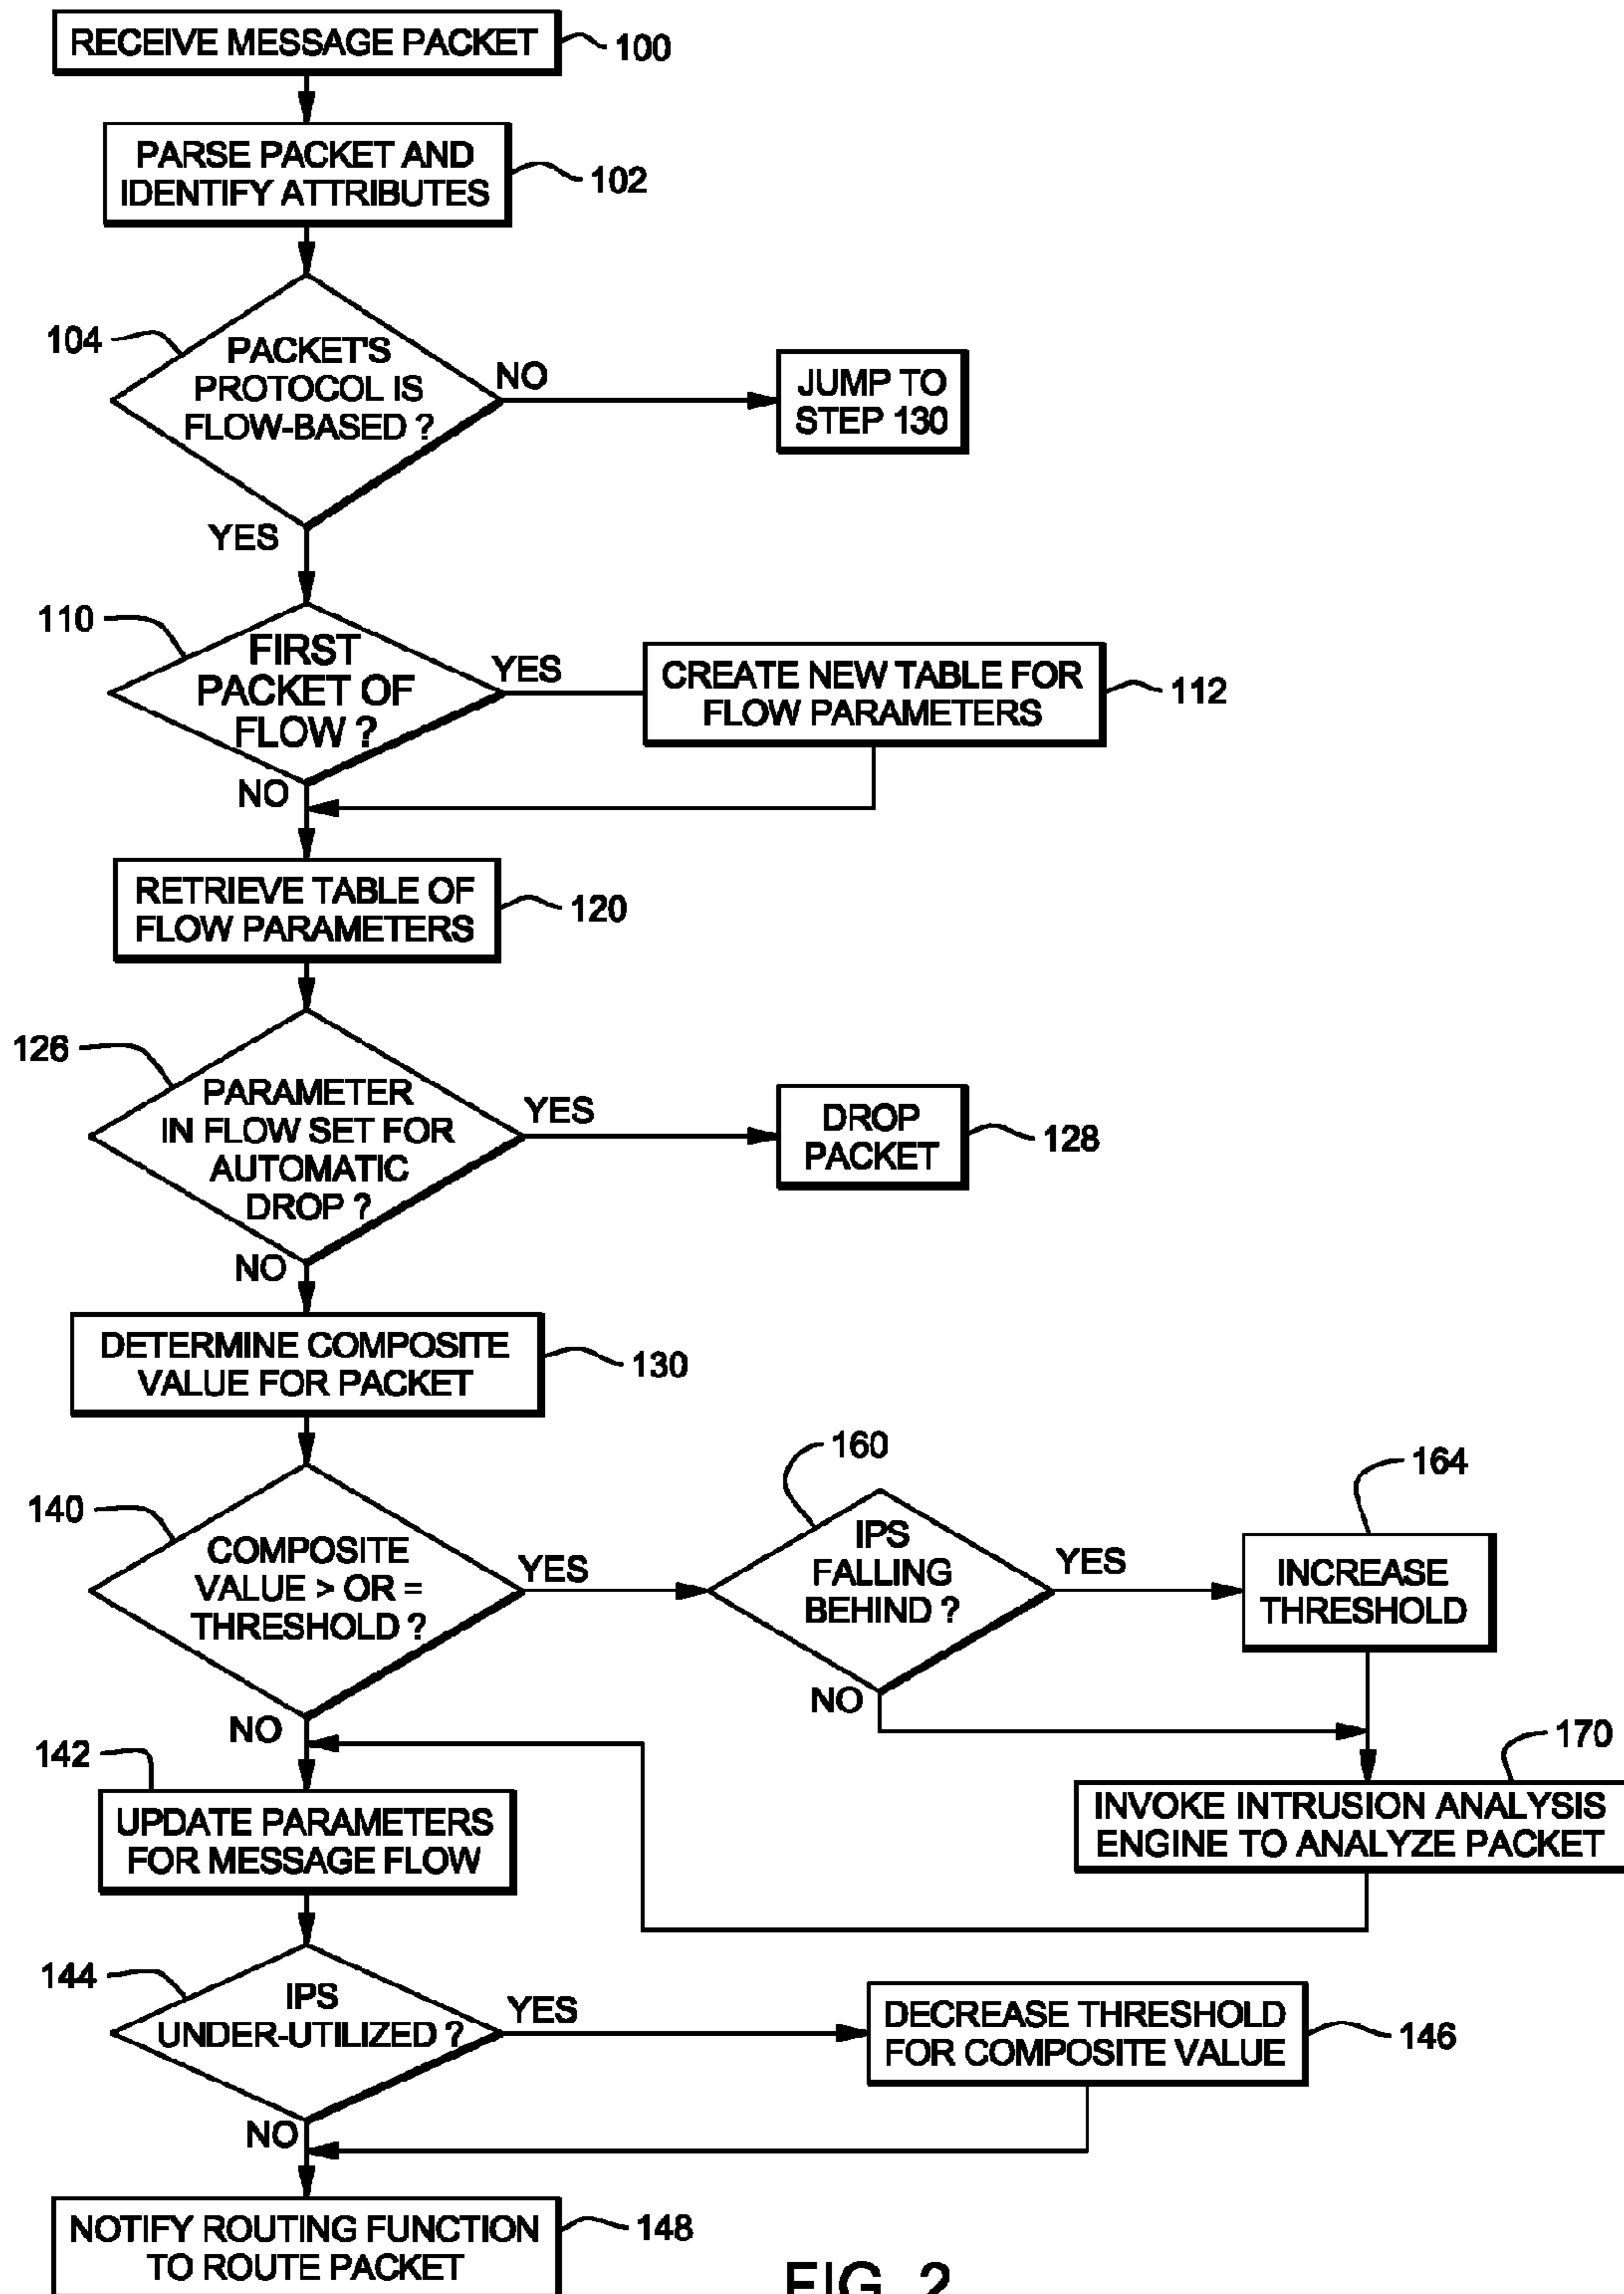 RECEIVE MESSAGE PACKET
100
PARSE PACKET AND
IDENTIFY ATTRIBUTES
102
104
PACKET'S
PROTOCOL IS
FLOW-BASED ?
NO
JUMP TO
STEP 130
YES
110
FIRST
PACKET OF
FLOW ?
YES
CREATE NEW TABLE FOR
FLOW PARAMETERS
112
NO
RETRIEVE TABLE OF
FLOW PARAMETERS
120
126
PARAMETER
IN FLOW SET FOR
AUTOMATIC
DROP ?
YES
DROP
PACKET
128
NO
DETERMINE COMPOSITE
VALUE FOR PACKET
130
140
COMPOSITE
VALUE > OR =
THRESHOLD ?
YES
160
IPS
FALLING
BEHIND ?
YES
164
INCREASE
THRESHOLD
NO
NO
170
INVOKE INTRUSION ANALYSIS
ENGINE TO ANALYZE PACKET
142
UPDATE PARAMETERS
FOR MESSAGE FLOW
144
IPS
UNDER-UTILIZED ?
YES
DECREASE THRESHOLD
FOR COMPOSITE VALUE
146
NO
NOTIFY ROUTING FUNCTION
TO ROUTE PACKET
148
FIG. 2